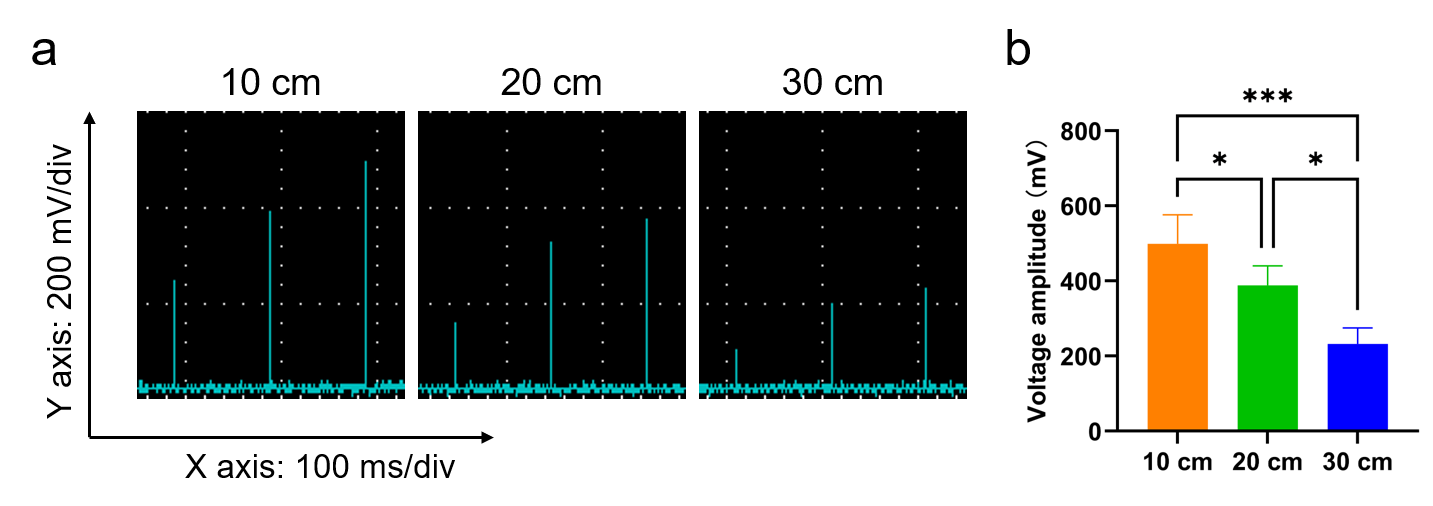 a
10 cm
20 cm
30 cm
Y axis: 200 mV/div
X axis: 100 ms/div
b
***
*
*
Voltage amplitude（mV）
800
600
400
200
0
10 cm
20 cm
30 cm